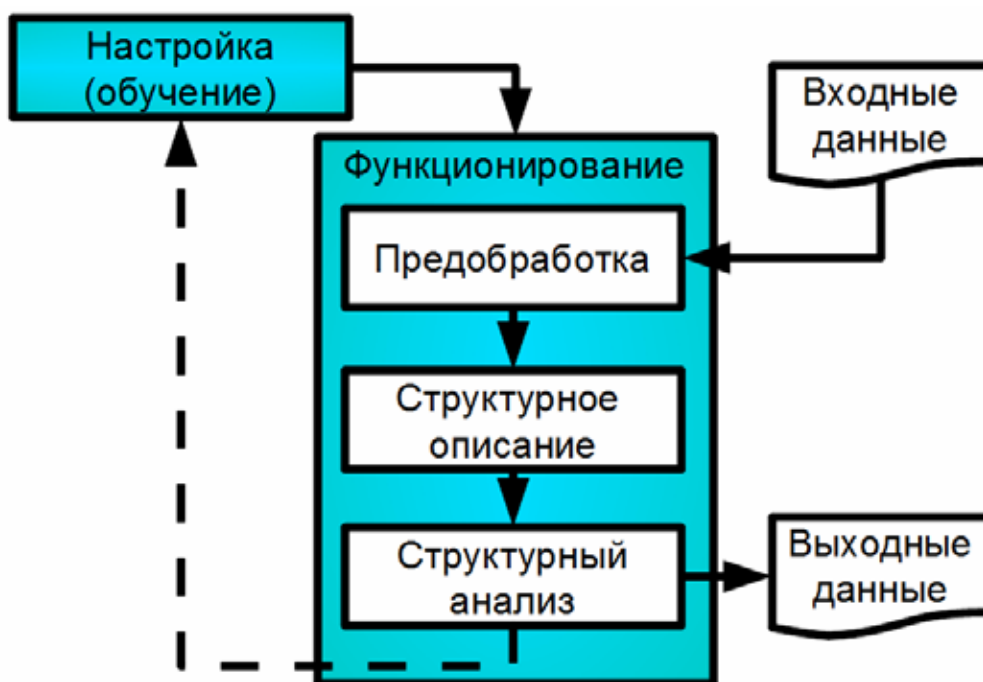 Настройка
(обучение)
Входные
данные
Функционирование
Предобработка
Структурное
описание
Структурный
анализ
Выходные
данные